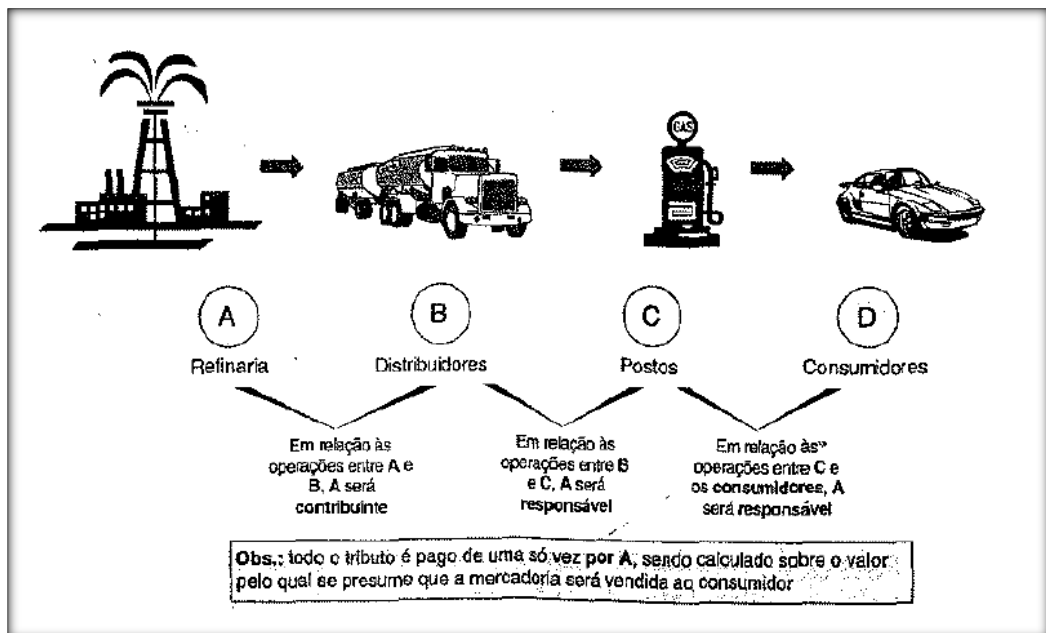 GAS
A
B
C
D
Refinaria
Distribuidores
Postos
Consumidores
Em relação às
operações entre A e
B, A será
contribuinte
Em relação às
operações entre B
e C, A será
responsável
Em relação às
operações entre C e
os consumidores, A
será responsável
Obs.: todo o tributo é pago de uma só vez por A, sendo calculado sobre o valor
pelo qual se presume que a mercadoria será vendida ao consumidor